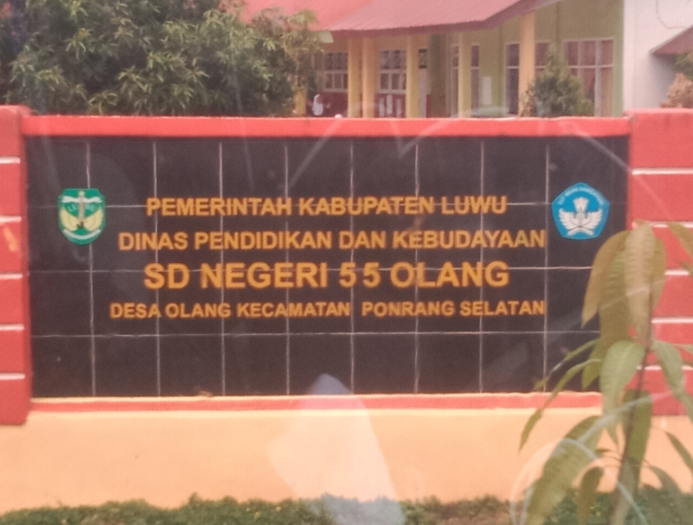 PEMERINTAH KABUPATEN LUWU
DINAS PENDIDIKAN DAN KEBUDAYAAN
SD NEGERI 55 OLANG
DESA OLANG KECAMATAN PONRANG SELATAN